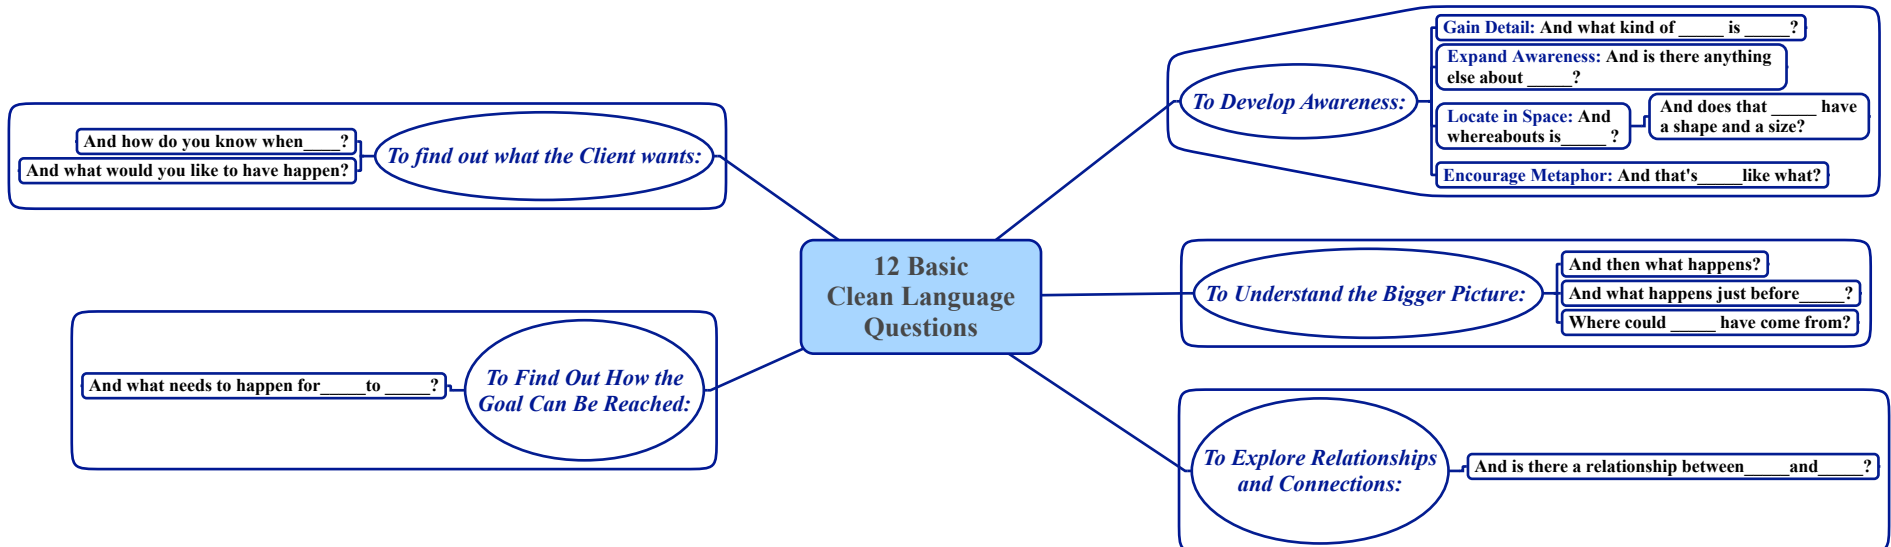 12 Basic
Clean Language
Questions
To Develop Awareness:
Gain Detail: And what kind of _____ is _____?
Expand Awareness: And is there anything
else about _____?
Locate in Space: And
whereabouts is_____ ?
And does that _____ have
a shape and a size?
Encourage Metaphor: And that's_____like what?
To Understand the Bigger Picture:
And then what happens?
And what happens just before_____?
Where could _____ have come from?
To Explore Relationships
and Connections:
And is there a relationship between_____and_____?
To find out what the Client wants:
And how do you know when____?
And what would you like to have happen?
To Find Out How the
Goal Can Be Reached:
And what needs to happen for_____to _____?